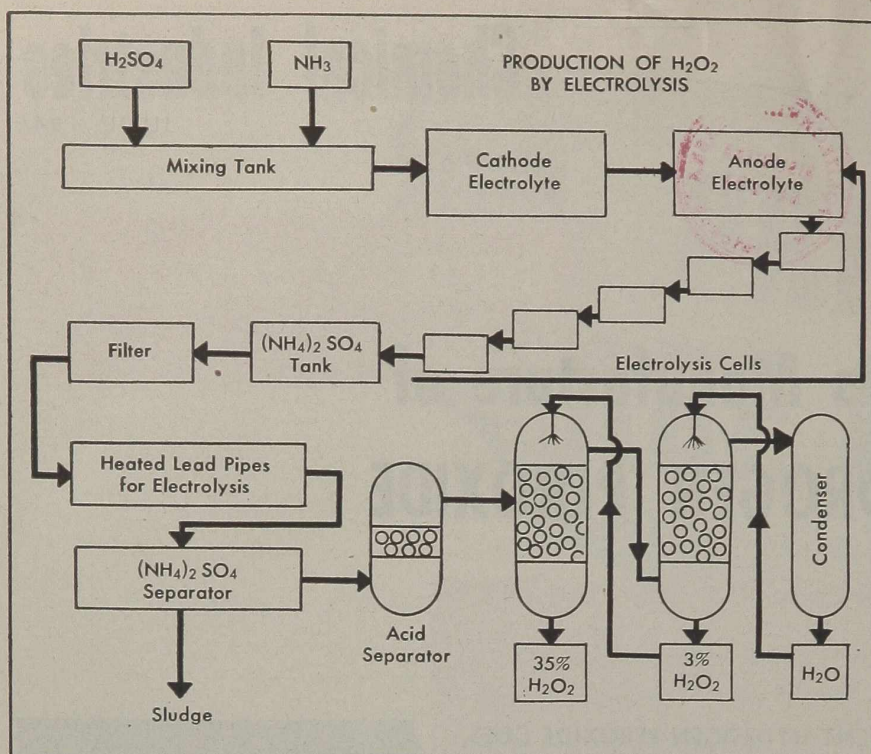 PRODUCTION OF H₂O₂
BY ELECTROLYSIS
H₂SO₄
NH₃
Mixing Tank
Cathode
Electrolyte
Anode
Electrolyte
Electrolysis Cells
(NH₄)₂ SO₄
Tank
Filter
Heated Lead Pipes
for Electrolysis
(NH₄)₂ SO₄
Separator
Sludge
Acid
Separator
35%
H₂O₂
3%
H₂O₂
Condenser
H₂O